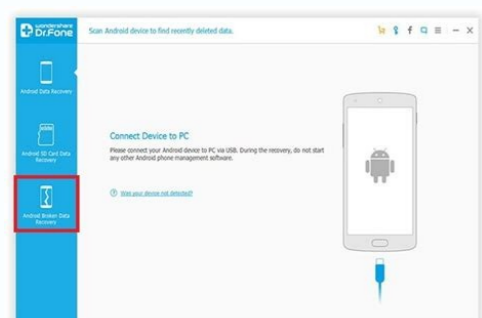 wondershare
Dr.Fone
Scan Android device to find recently deleted data.
Android Data Recovery
Android SD Card Data
Recovery
Android Broken Data
Recovery
Connect Device to PC
Please connect your Android device to PC via USB. During the recovery, do not start
any other Android phone management software.
Was your device not detected?